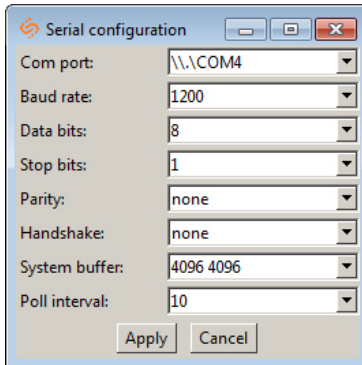 Serial configuration
Com port: \\.\COM4
Baud rate: 1200
Data bits: 8
Stop bits: 1
Parity: none
Handshake: none
System buffer: 4096 4096
Poll interval: 10
Apply Cancel